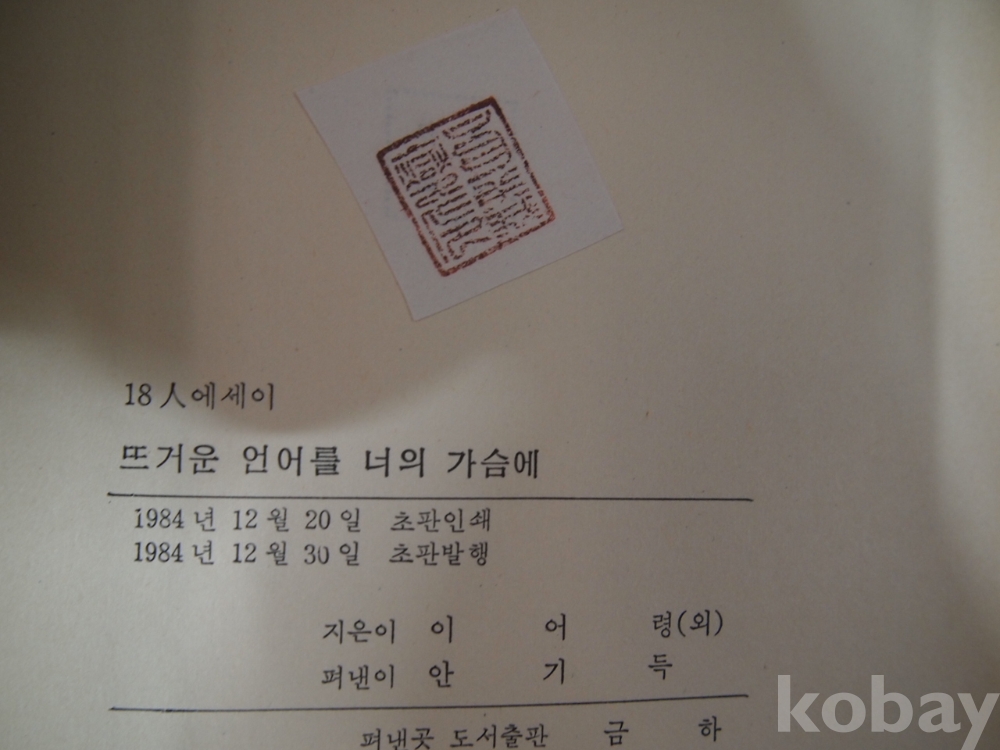 18人에세이
뜨거운 언어를 너의 가슴에
1984년 12월 20일 초판인쇄
1984년 12월 30일 초판발행
지은이 이 어 령(외)
펴낸이 안 기 득
펴낸곳 도서출판 금 하
kobay